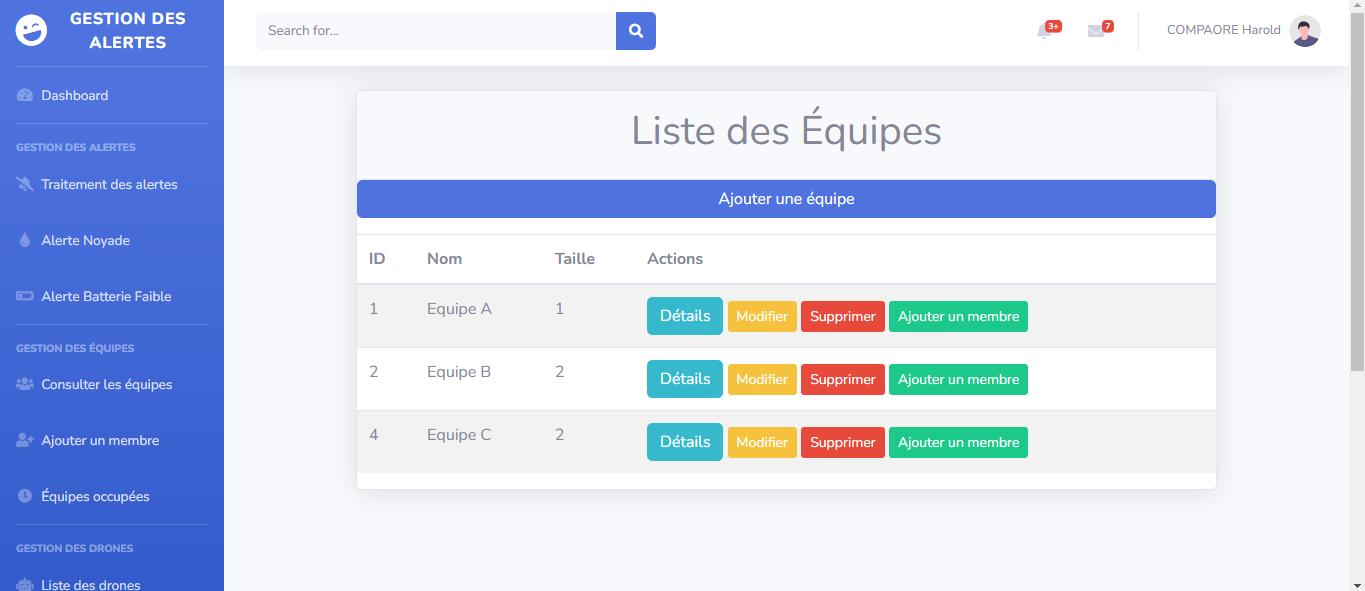 GESTION DES
ALERTES
Search for...
3+
7
COMPAORE Harold
Dashboard
GESTION DES ALERTES
Traitement des alertes
Alerte Noyade
Alerte Batterie Faible
GESTION DES ÉQUIPES
Consulter les équipes
Ajouter un membre
Équipes occupées
GESTION DES DRONES
Liste des drones
Liste des Équipes
Ajouter une équipe
ID Nom Taille Actions
1 Equipe A 1 Détails Modifier Supprimer Ajouter un membre
2 Equipe B 2 Détails Modifier Supprimer Ajouter un membre
4 Equipe C 2 Détails Modifier Supprimer Ajouter un membre